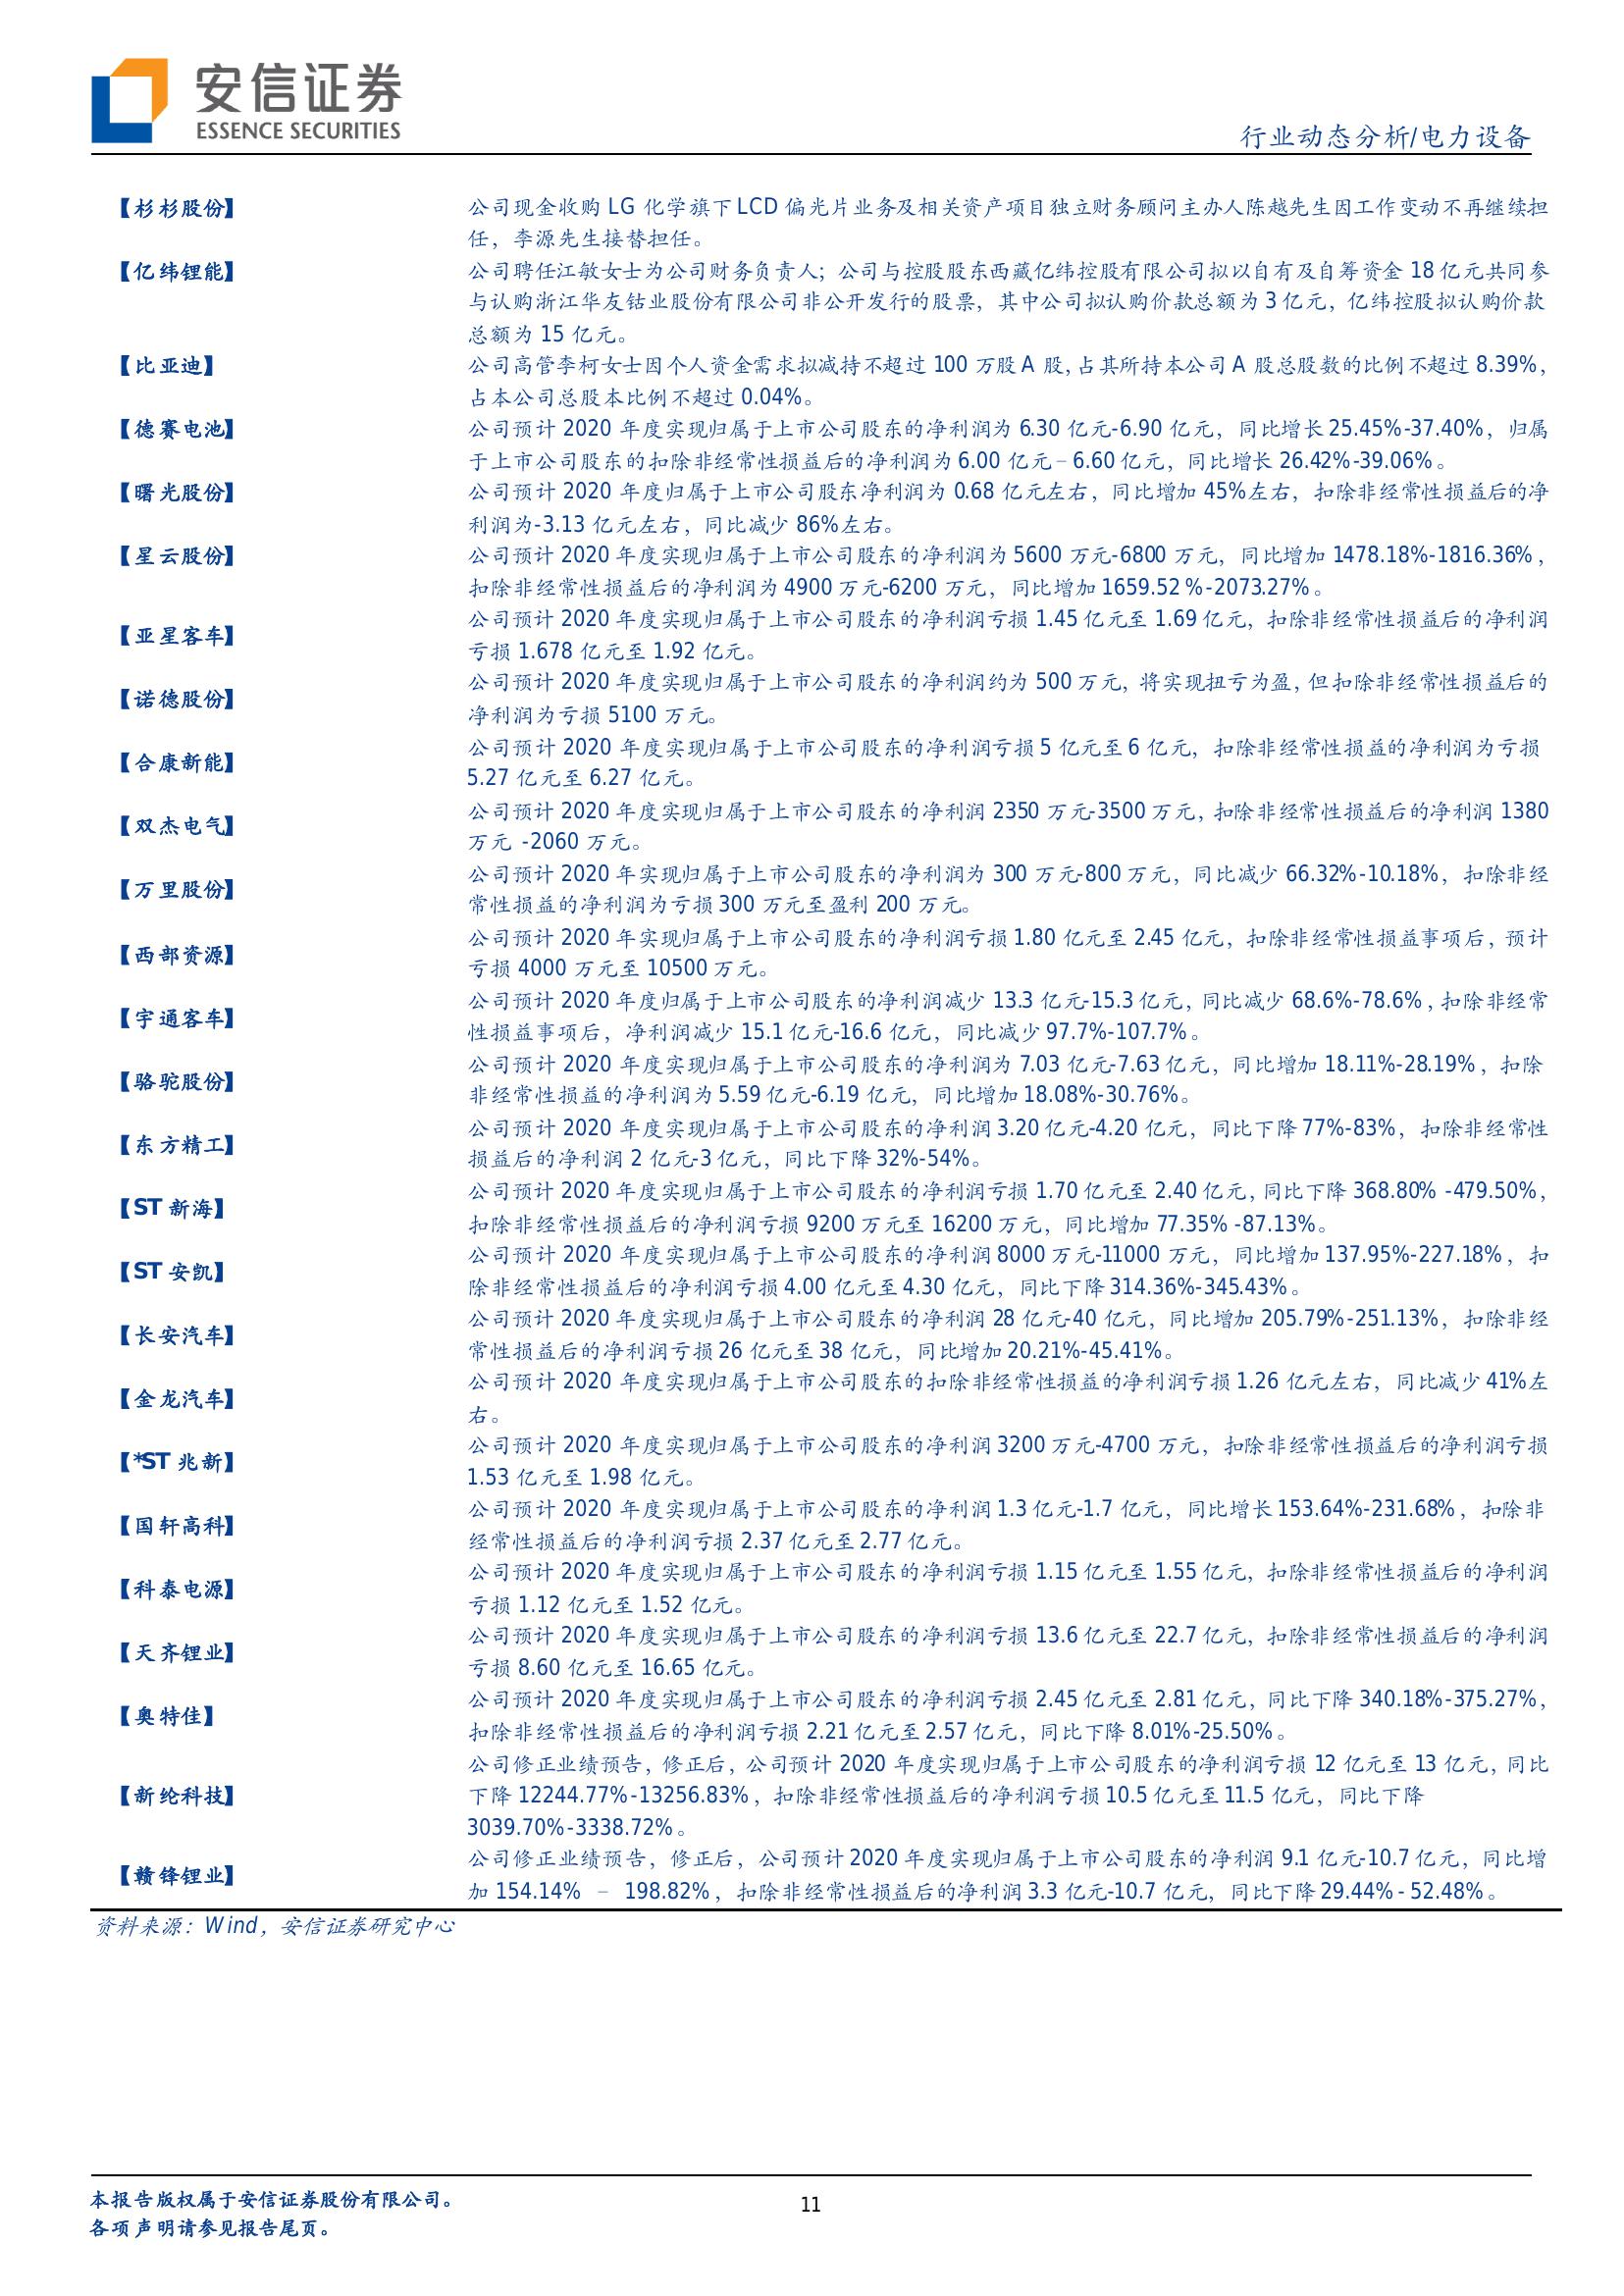 安信证券
ESSENCE SECURITIES
行业动态分析/电力设备
【杉杉股份】
公司现金收购 LG 化学旗下 LCD 偏光片业务及相关资产项目独立财务顾问主办人陈越先生因工作变动不再继续担
任，李源先生接替担任。
【亿纬锂能】
公司聘任江敏女士为公司财务负责人；公司与控股股东西藏亿纬控股有限公司拟以自有及自筹资金 18 亿元共同参
与认购浙江华友钴业股份有限公司非公开发行的股票，其中公司拟认购价款总额为 3 亿元，亿纬控股拟认购价款
总额为 15 亿元。
【比亚迪】
公司高管李柯女士因个人资金需求拟减持不超过 100 万股 A 股，占其所持本公司 A 股总股数的比例不超过 8.39%，
占本公司总股本比例不超过 0.04%。
【德赛电池】
公司预计 2020 年度实现归属于上市公司股东的净利润为 6.30 亿元-6.90 亿元，同比增长 25.45%-37.40%，归属
于上市公司股东的扣除非经常性损益后的净利润为 6.00 亿元–6.60 亿元，同比增长 26.42%-39.06%。
【曙光股份】
公司预计 2020 年度归属于上市公司股东净利润为 0.68 亿元左右，同比增加 45%左右，扣除非经常性损益后的净
利润为-3.13 亿元左右，同比减少 86%左右。
【星云股份】
公司预计 2020 年度实现归属于上市公司股东的净利润为 5600 万元-6800 万元，同比增加 1478.18%-1816.36%，
扣除非经常性损益后的净利润为 4900 万元-6200 万元，同比增加 1659.52 %-2073.27%。
【亚星客车】
公司预计 2020 年度实现归属于上市公司股东的净利润亏损 1.45 亿元至 1.69 亿元，扣除非经常性损益后的净利润
亏损 1.678 亿元至 1.92 亿元。
【诺德股份】
公司预计 2020 年度实现归属于上市公司股东的净利润约为 500 万元，将实现扭亏为盈，但扣除非经常性损益后的
净利润为亏损 5100 万元。
【合康新能】
公司预计 2020 年度实现归属于上市公司股东的净利润亏损 5 亿元至 6 亿元，扣除非经常性损益的净利润为亏损
5.27 亿元至 6.27 亿元。
【双杰电气】
公司预计 2020 年度实现归属于上市公司股东的净利润 2350 万元-3500 万元，扣除非经常性损益后的净利润 1380
万元 -2060 万元。
【万里股份】
公司预计 2020 年实现归属于上市公司股东的净利润为 300 万元-800 万元，同比减少 66.32%-10.18%，扣除非经
常性损益的净利润为亏损 300 万元至盈利 200 万元。
【西部资源】
公司预计 2020 年实现归属于上市公司股东的净利润亏损 1.80 亿元至 2.45 亿元，扣除非经常性损益事项后，预计
亏损 4000 万元至 10500 万元。
【宇通客车】
公司预计 2020 年度归属于上市公司股东的净利润减少 13.3 亿元-15.3 亿元，同比减少 68.6%-78.6%，扣除非经常
性损益事项后，净利润减少 15.1 亿元-16.6 亿元，同比减少 97.7%-107.7%。
【骆驼股份】
公司预计 2020 年度实现归属于上市公司股东的净利润为 7.03 亿元-7.63 亿元，同比增加 18.11%-28.19%，扣除
非经常性损益的净利润为 5.59 亿元-6.19 亿元，同比增加 18.08%-30.76%。
【东方精工】
公司预计 2020 年度实现归属于上市公司股东的净利润 3.20 亿元-4.20 亿元，同比下降 77%-83%，扣除非经常性
损益后的净利润 2 亿元-3 亿元，同比下降 32%-54%。
【ST 新海】
公司预计 2020 年度实现归属于上市公司股东的净利润亏损 1.70 亿元至 2.40 亿元，同比下降 368.80% -479.50%，
扣除非经常性损益后的净利润亏损 9200 万元至 16200 万元，同比增加 77.35% -87.13%。
【ST 安凯】
公司预计 2020 年度实现归属于上市公司股东的净利润 8000 万元-11000 万元，同比增加 137.95%-227.18%，扣
除非经常性损益后的净利润亏损 4.00 亿元至 4.30 亿元，同比下降 314.36%-345.43%。
【长安汽车】
公司预计 2020 年度实现归属于上市公司股东的净利润 28 亿元-40 亿元，同比增加 205.79%-251.13%，扣除非经
常性损益后的净利润亏损 26 亿元至 38 亿元，同比增加 20.21%-45.41%。
【金龙汽车】
公司预计 2020 年度实现归属于上市公司股东的扣除非经常性损益的净利润亏损 1.26 亿元左右，同比减少 41%左
右。
【*ST 兆新】
公司预计 2020 年度实现归属于上市公司股东的净利润 3200 万元-4700 万元，扣除非经常性损益后的净利润亏损
1.53 亿元至 1.98 亿元。
【国轩高科】
公司预计 2020 年度实现归属于上市公司股东的净利润 1.3 亿元-1.7 亿元，同比增长 153.64%-231.68%，扣除非
经常性损益后的净利润亏损 2.37 亿元至 2.77 亿元。
【科泰电源】
公司预计 2020 年度实现归属于上市公司股东的净利润亏损 1.15 亿元至 1.55 亿元，扣除非经常性损益后的净利润
亏损 1.12 亿元至 1.52 亿元。
【天齐锂业】
公司预计 2020 年度实现归属于上市公司股东的净利润亏损 13.6 亿元至 22.7 亿元，扣除非经常性损益后的净利润
亏损 8.60 亿元至 16.65 亿元。
【奥特佳】
公司预计 2020 年度实现归属于上市公司股东的净利润亏损 2.45 亿元至 2.81 亿元，同比下降 340.18%-375.27%，
扣除非经常性损益后的净利润亏损 2.21 亿元至 2.57 亿元，同比下降 8.01%-25.50%。
【新纶科技】
公司修正业绩预告，修正后，公司预计 2020 年度实现归属于上市公司股东的净利润亏损 12 亿元至 13 亿元，同比
下降 12244.77%-13256.83%，扣除非经常性损益后的净利润亏损 10.5 亿元至 11.5 亿元，同比下降
3039.70%-3338.72%。
【赣锋锂业】
公司修正业绩预告，修正后，公司预计 2020 年度实现归属于上市公司股东的净利润 9.1 亿元-10.7 亿元，同比增
加 154.14% – 198.82%，扣除非经常性损益后的净利润 3.3 亿元-10.7 亿元，同比下降 29.44% - 52.48%。
资料来源：Wind，安信证券研究中心
本报告版权属于安信证券股份有限公司。
11
各项声明请参见报告尾页。